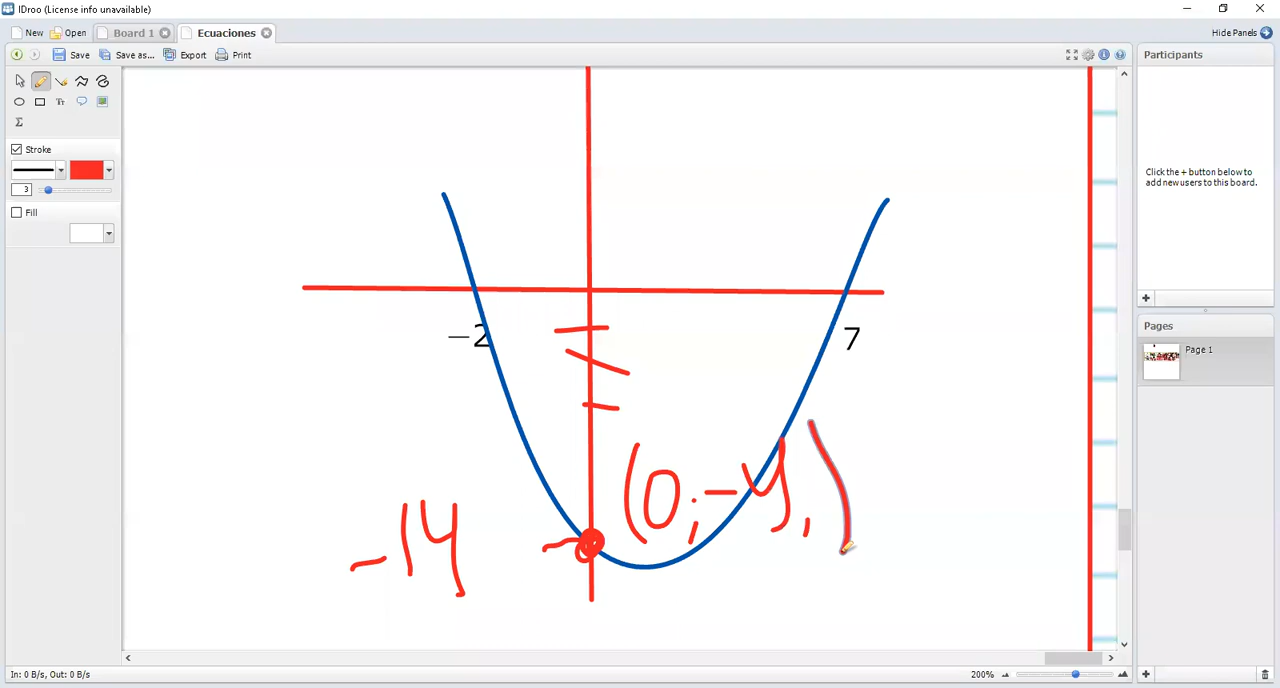 IDroo (License info unavailable)
New Open Board 1 Ecuaciones Hide Panels
Save Save as... Export Print
Participants
Tт
Σ
Stroke
3
Fill
Click the + button below to
add new users to this board.
Pages
Page 1
−2
7
(0;-4,)
-14
In: 0 B/s, Out: 0 B/s
200%